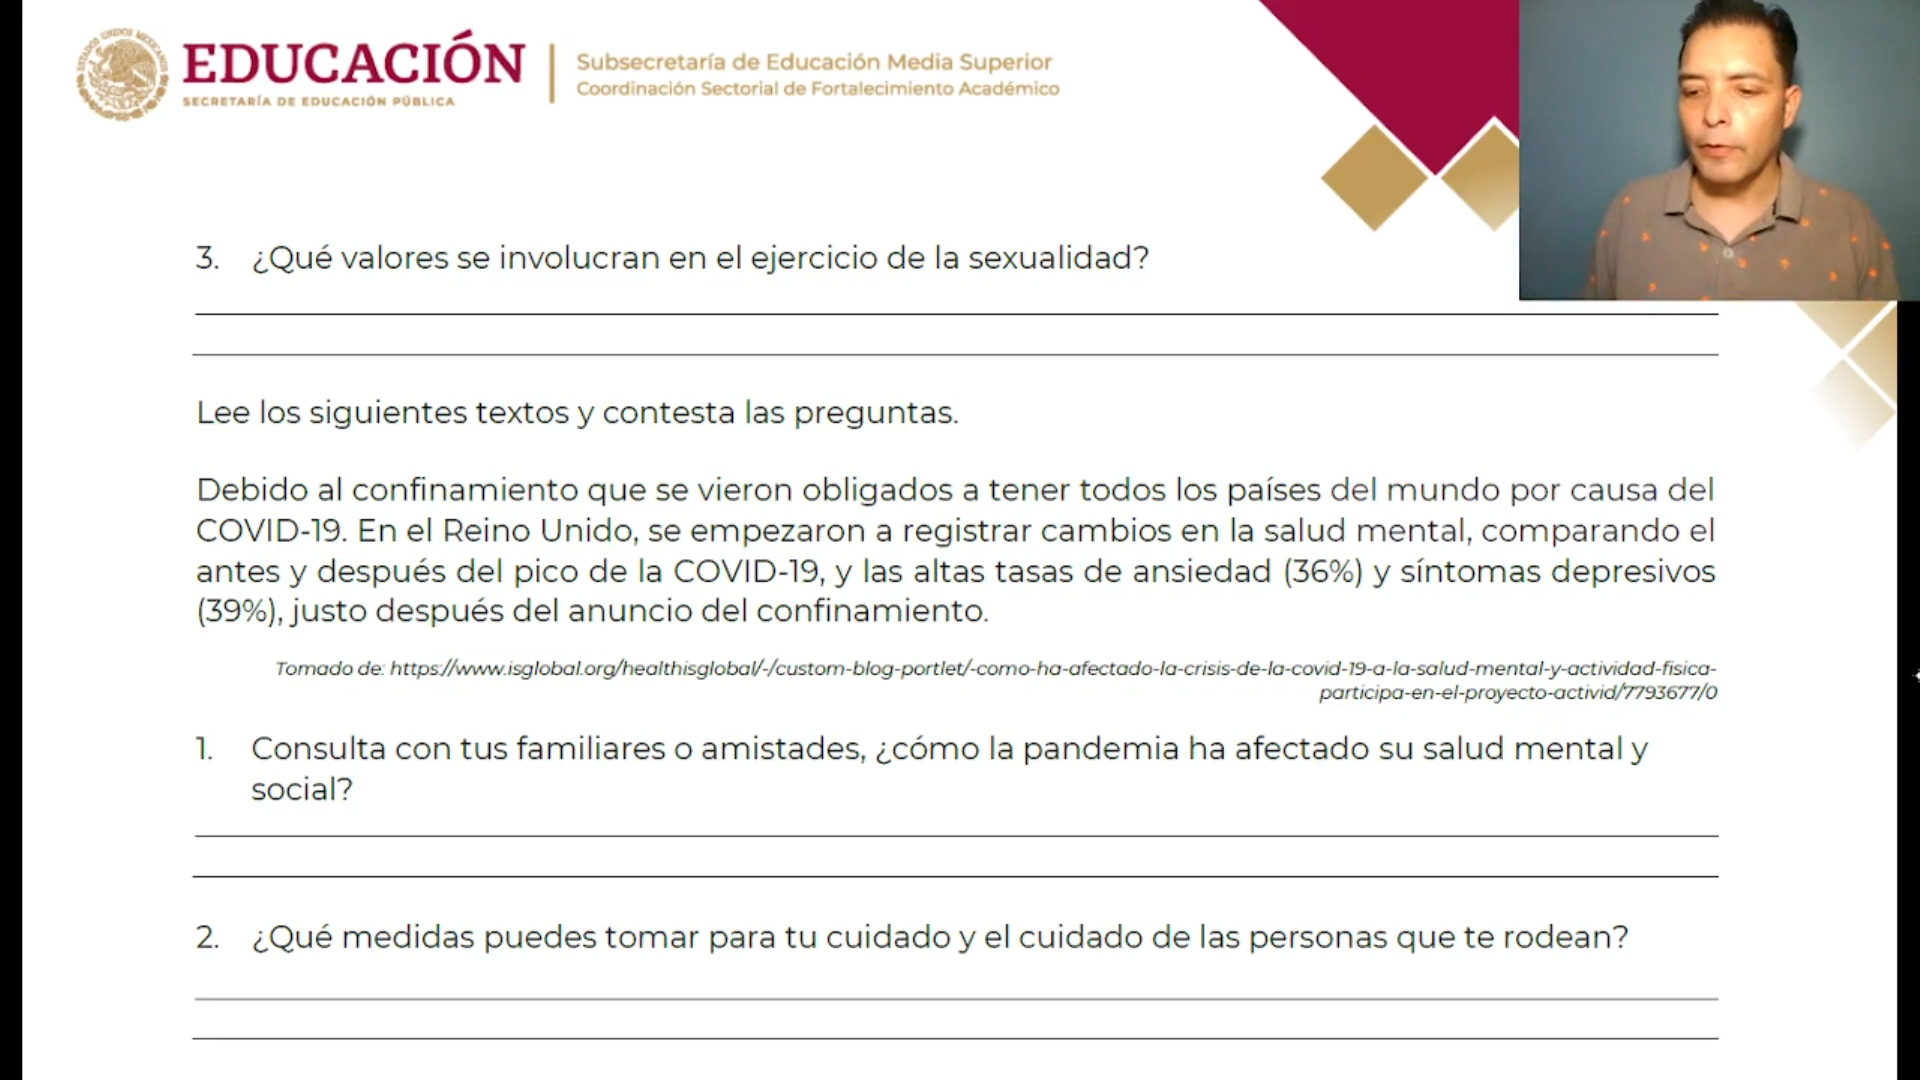 ESTADOS UNIDOS MEXICANOS
EDUCACIÓN
SECRETARÍA DE EDUCACIÓN PÚBLICA
Subsecretaría de Educación Media Superior
Coordinación Sectorial de Fortalecimiento Académico
3. ¿Qué valores se involucran en el ejercicio de la sexualidad?
Lee los siguientes textos y contesta las preguntas.
Debido al confinamiento que se vieron obligados a tener todos los países del mundo por causa del
COVID-19. En el Reino Unido, se empezaron a registrar cambios en la salud mental, comparando el
antes y después del pico de la COVID-19, y las altas tasas de ansiedad (36%) y síntomas depresivos
(39%), justo después del anuncio del confinamiento.
Tomado de: https://www.isglobal.org/healthisglobal/-/custom-blog-portlet/-como-ha-afectado-la-crisis-de-la-covid-19-a-la-salud-mental-y-actividad-fisica-
participa-en-el-proyecto-activid/7793677/0
1. Consulta con tus familiares o amistades, ¿cómo la pandemia ha afectado su salud mental y
social?
2. ¿Qué medidas puedes tomar para tu cuidado y el cuidado de las personas que te rodean?